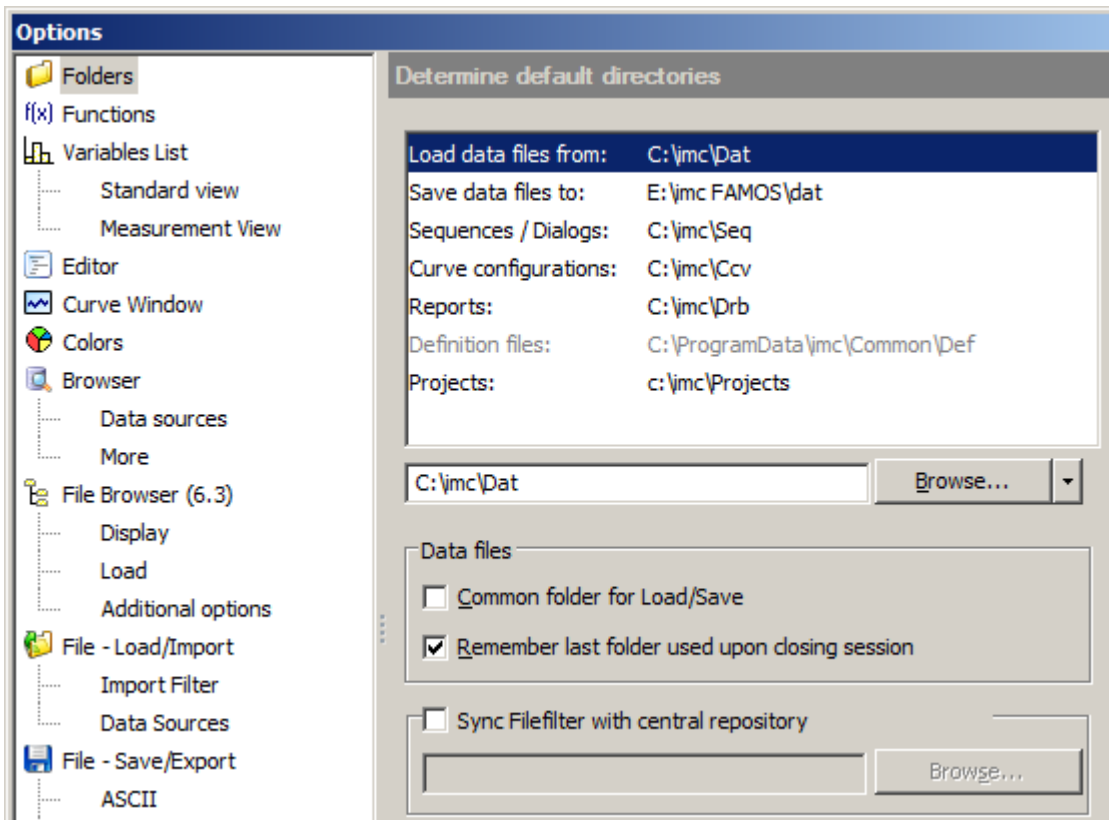 Options
Folders
f(x) Functions
Variables List
Standard view
Measurement View
Editor
Curve Window
Colors
Browser
Data sources
More
File Browser (6.3)
Display
Load
Additional options
File - Load/Import
Import Filter
Data Sources
File - Save/Export
ASCII
Determine default directories
Load data files from: C:\imc\Dat
Save data files to: E:\imc FAMOS\dat
Sequences / Dialogs: C:\imc\Seq
Curve configurations: C:\imc\Ccv
Reports: C:\imc\Drb
Definition files: C:\ProgramData\imc\Common\Def
Projects: c:\imc\Projects
C:\imc\Dat Browse...
Data files
Common folder for Load/Save
Remember last folder used upon closing session
Sync Filefilter with central repository
Browse...